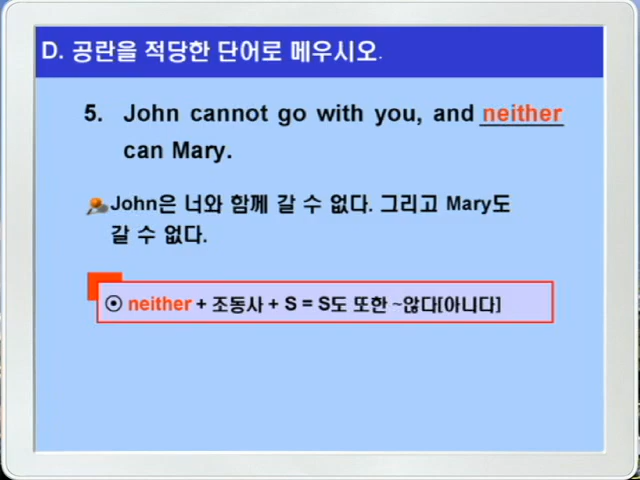 D. 공란을 적당한 단어로 메우시오.
5. John cannot go with you, and neither
can Mary.
John은 너와 함께 갈 수 없다. 그리고 Mary도
갈 수 없다.
⊙ neither + 조동사 + S = S도 또한 ~않다[아니다]